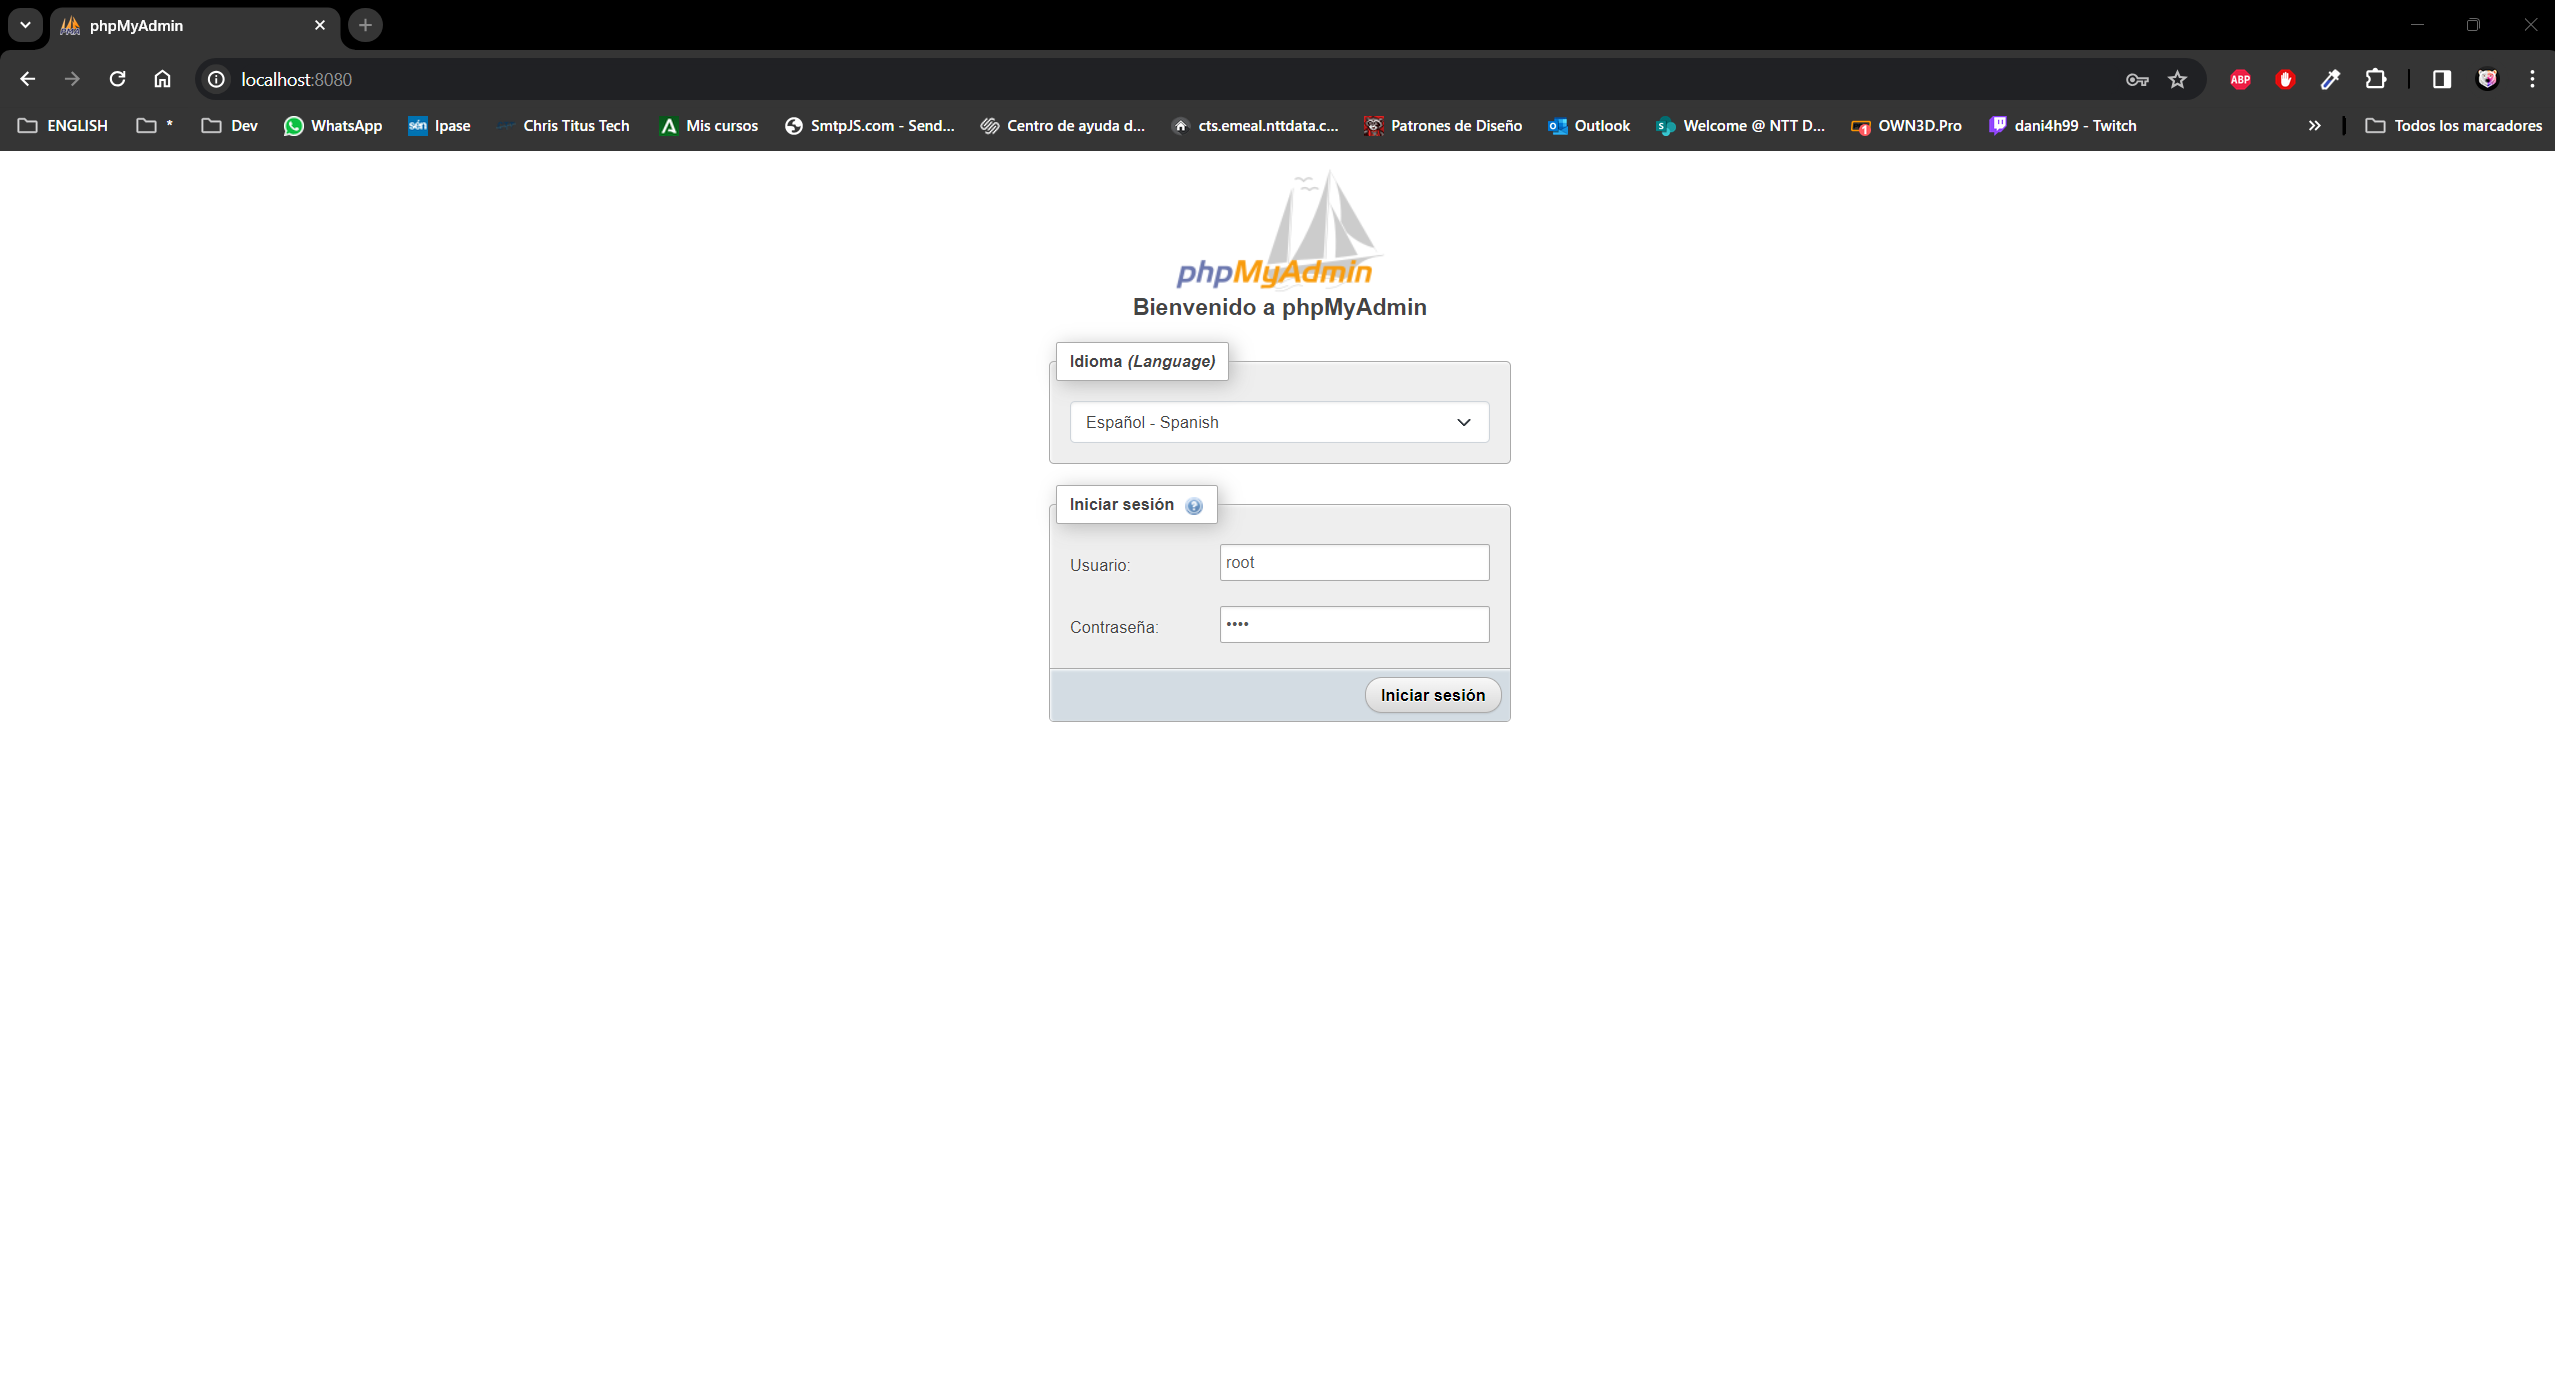 phpMyAdmin
localhost:8080
ABP
ENGLISH * Dev WhatsApp sén Ipase Chris Titus Tech Mis cursos SmtpJS.com - Send... Centro de ayuda d... cts.emeal.nttdata.c... Patrones de Diseño Outlook Welcome @ NTT D... OWN3D.Pro dani4h99 - Twitch » Todos los marcadores
phpMyAdmin
Bienvenido a phpMyAdmin
Idioma (Language)
Español - Spanish
Iniciar sesión
Usuario: root
Contraseña: ••••
Iniciar sesión